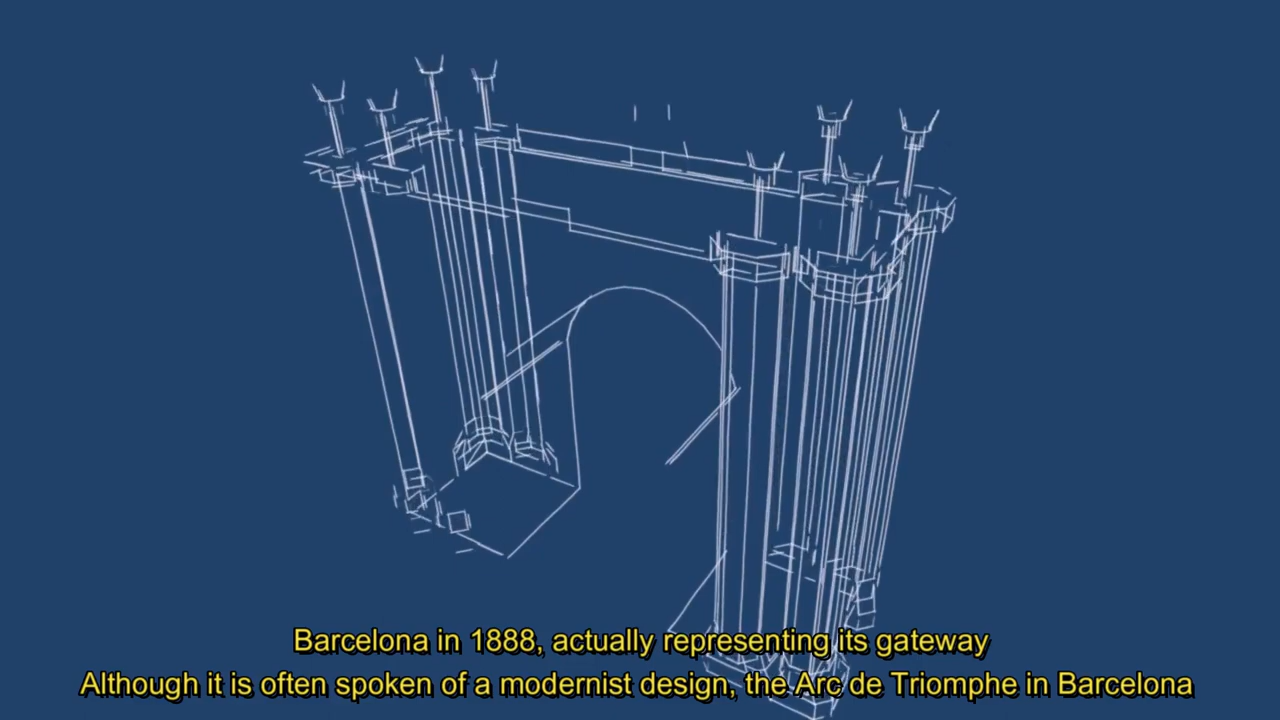 Barcelona in 1888, actually representing its gateway
Although it is often spoken of a modernist design, the Arc de Triomphe in Barcelona